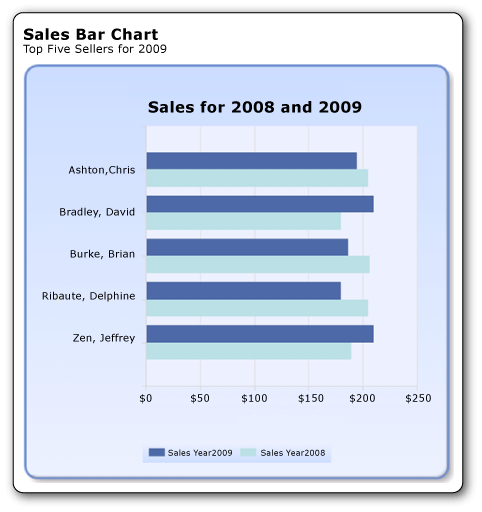 Sales Bar Chart
Top Five Sellers for 2009
Sales for 2008 and 2009
Ashton,Chris
Bradley, David
Burke, Brian
Ribaute, Delphine
Zen, Jeffrey
$0 $50 $100 $150 $200 $250
Sales Year2009 Sales Year2008